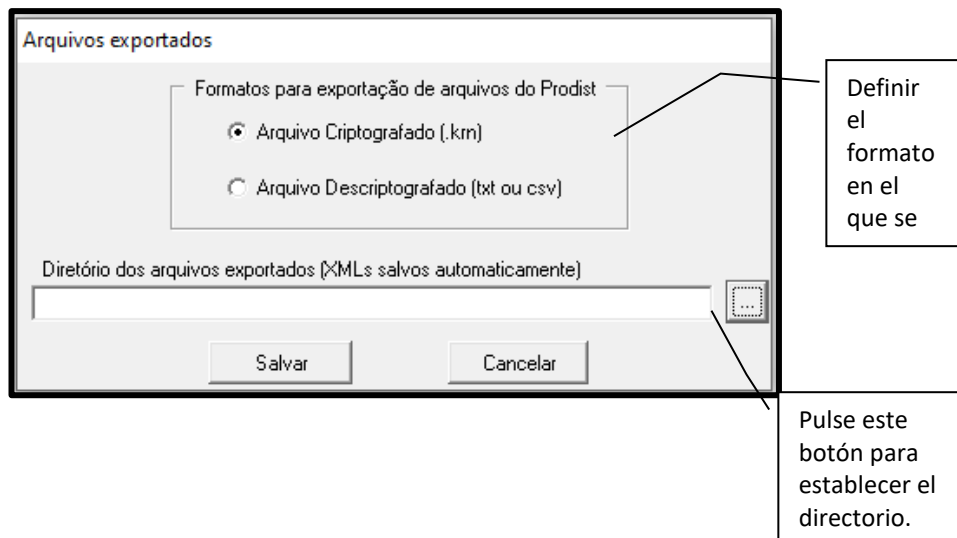 Arquivos exportados
Formatos para exportação de arquivos do Prodist
Arquivo Criptografado (.krn)
Arquivo Descriptografado (txt ou csv)
Diretório dos arquivos exportados (XMLs salvos automaticamente)
...
Salvar
Cancelar
Definir
el
formato
en el
que se
Pulse este
botón para
establecer el
directorio.